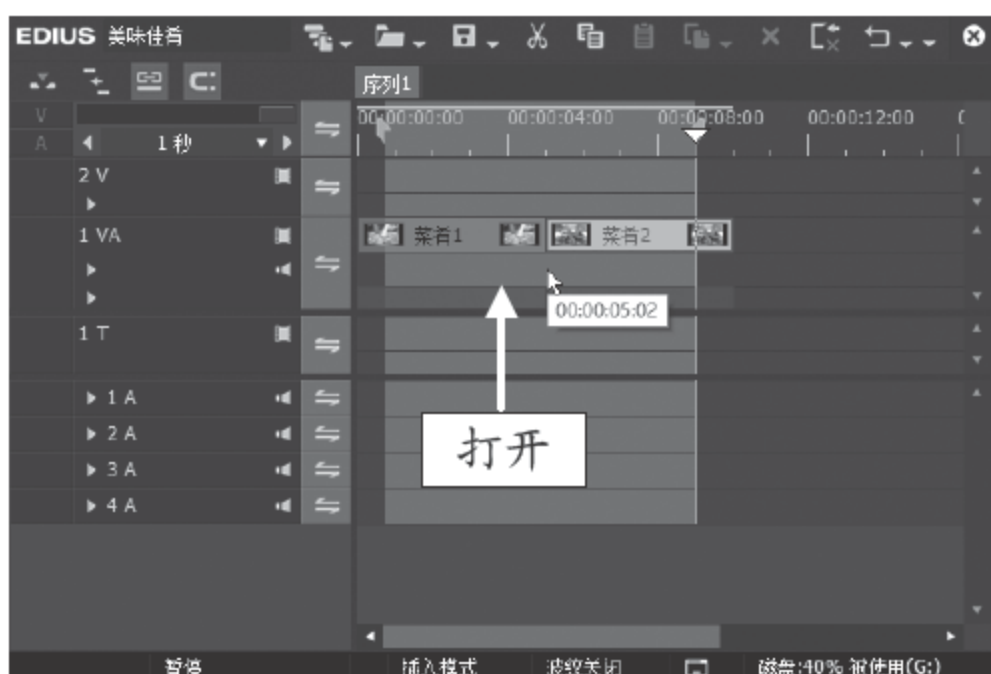 EDIUS 美味佳肴
序列1
V
A
1 秒
00:00:00:00 00:00:04:00 00:00:08:00 00:00:12:00
2 V
1 VA
菜肴1 菜肴2
00:00:05:02
1 T
打开
1 A
2 A
3 A
4 A
暂停 插入模式 波纹关闭 磁盘:40% 被使用(G:)